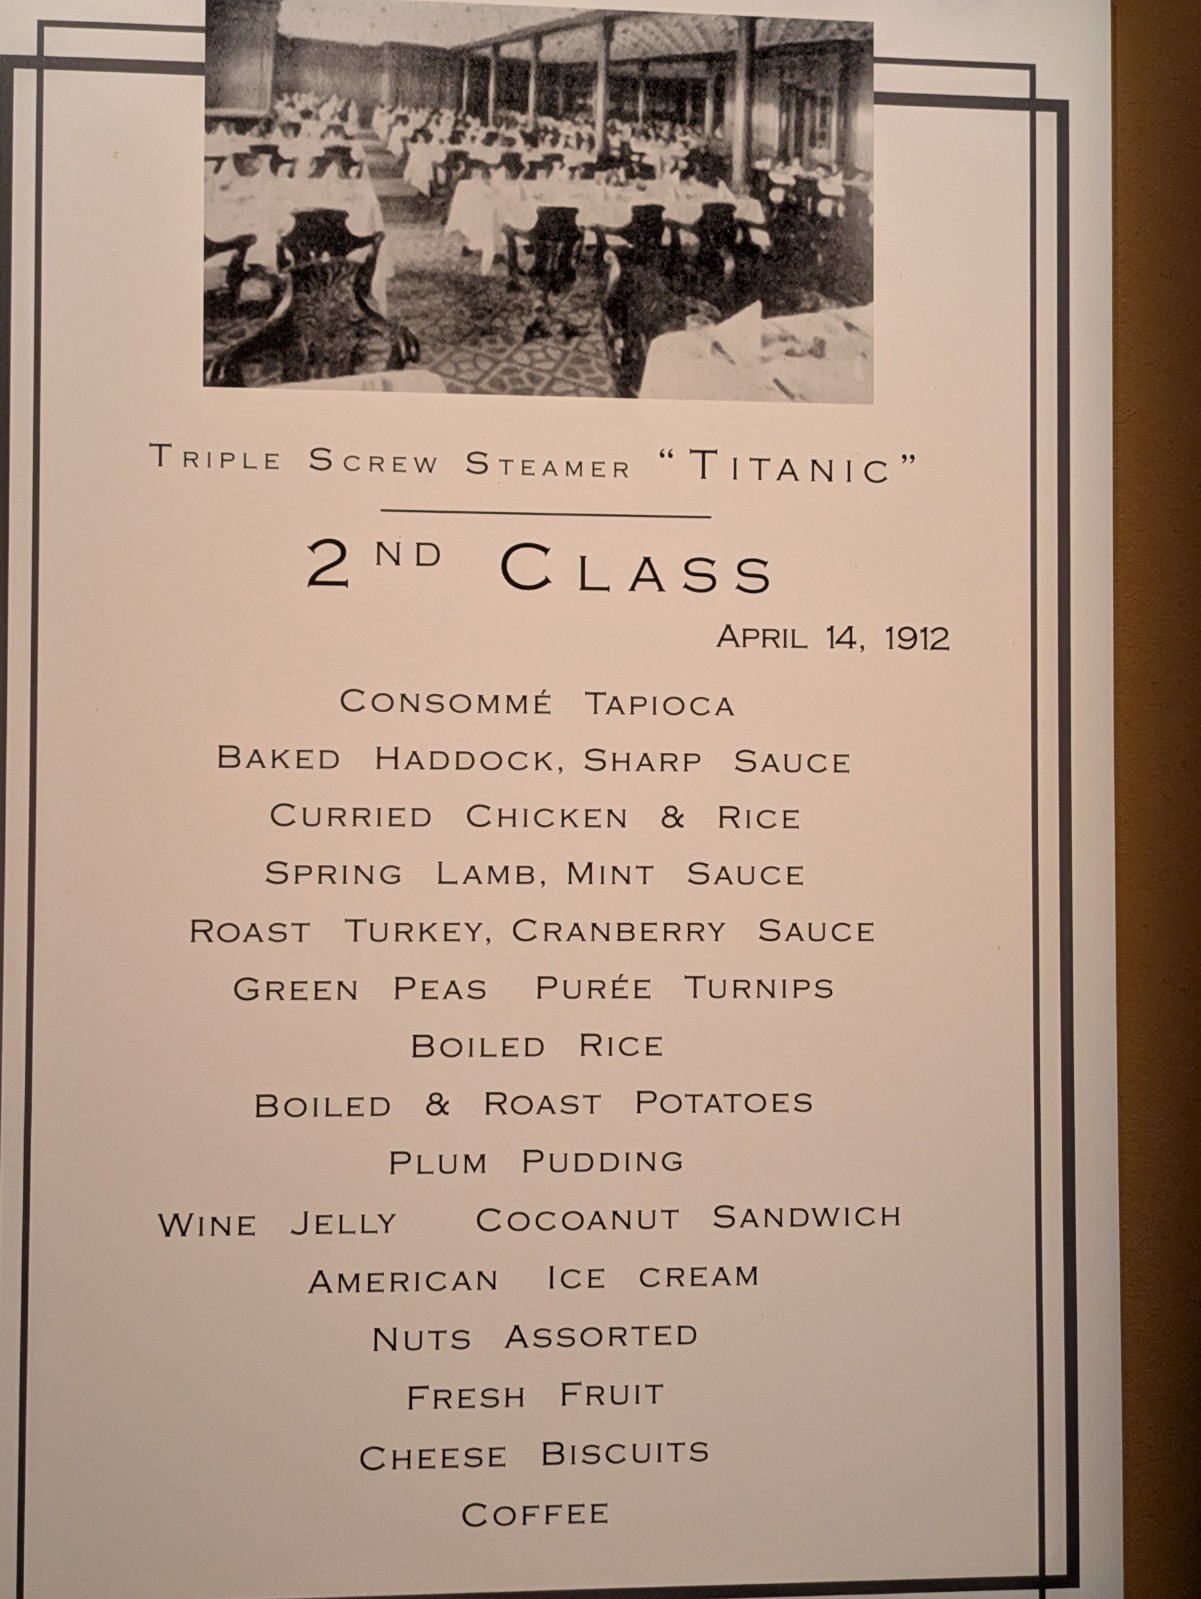 Triple Screw Steamer “Titanic”
2ND Class
April 14, 1912
Consommé Tapioca
Baked Haddock, Sharp Sauce
Curried Chicken & Rice
Spring Lamb, Mint Sauce
Roast Turkey, Cranberry Sauce
Green Peas Purée Turnips
Boiled Rice
Boiled & Roast Potatoes
Plum Pudding
Wine Jelly Cocoanut Sandwich
American Ice cream
Nuts Assorted
Fresh Fruit
Cheese Biscuits
Coffee